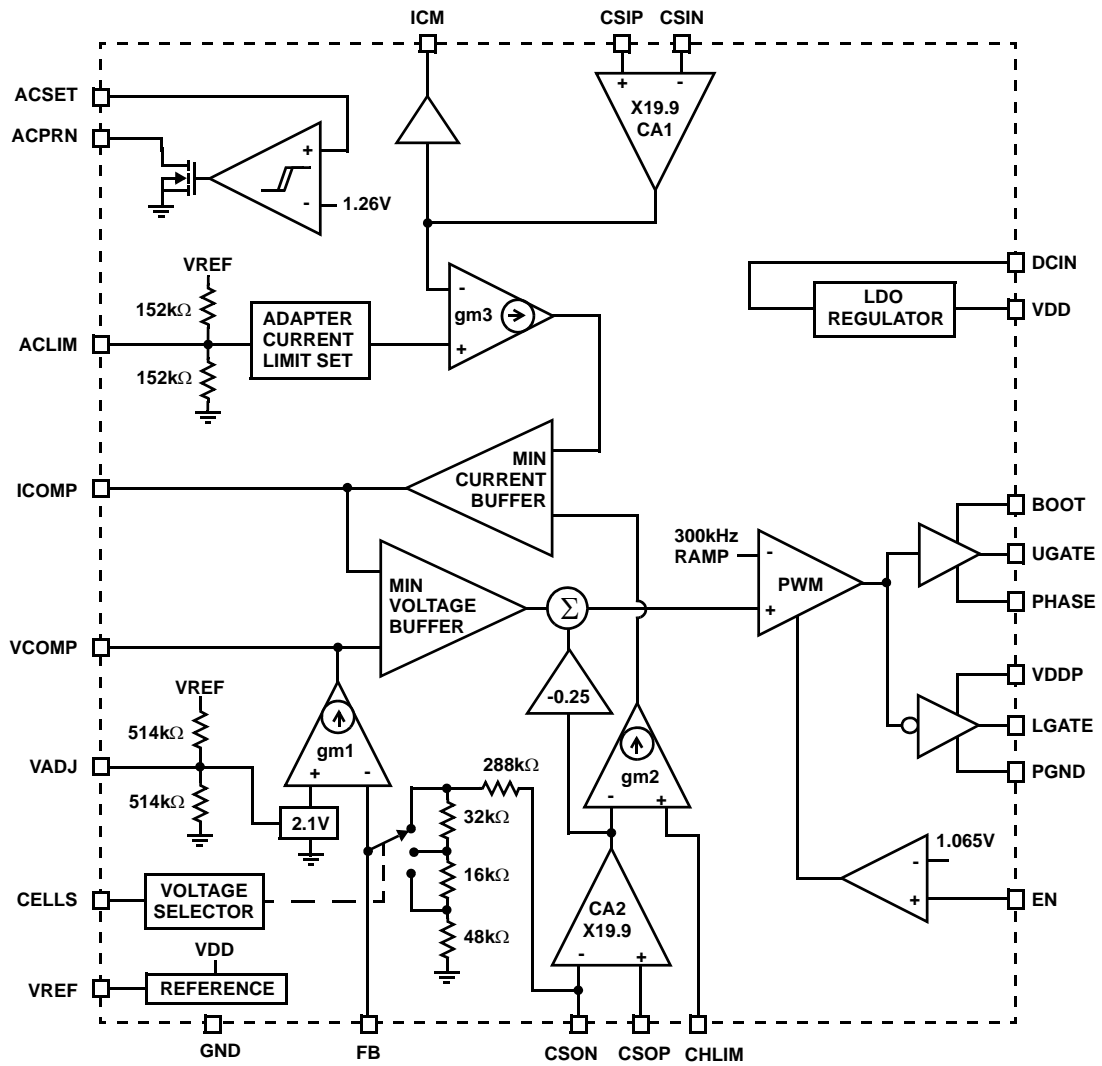 ICM
CSIP
CSIN
ACSET
ACPRN
+
-
1.26V
+
-
X19.9
CA1
VREF
152kΩ
152kΩ
ACLIM
ADAPTER
CURRENT
LIMIT SET
-
gm3
+
DCIN
LDO
REGULATOR
VDD
MIN
CURRENT
BUFFER
ICOMP
MIN
VOLTAGE
BUFFER
VCOMP
Σ
300kHz
RAMP
-
PWM
+
BOOT
UGATE
PHASE
VDDP
LGATE
PGND
-0.25
VREF
514kΩ
514kΩ
VADJ
gm1
+
-
2.1V
gm2
-
+
288kΩ
32kΩ
16kΩ
48kΩ
CELLS
VOLTAGE
SELECTOR
CA2
X19.9
-
+
1.065V
-
+
EN
VDD
VREF
REFERENCE
GND
FB
CSON
CSOP
CHLIM